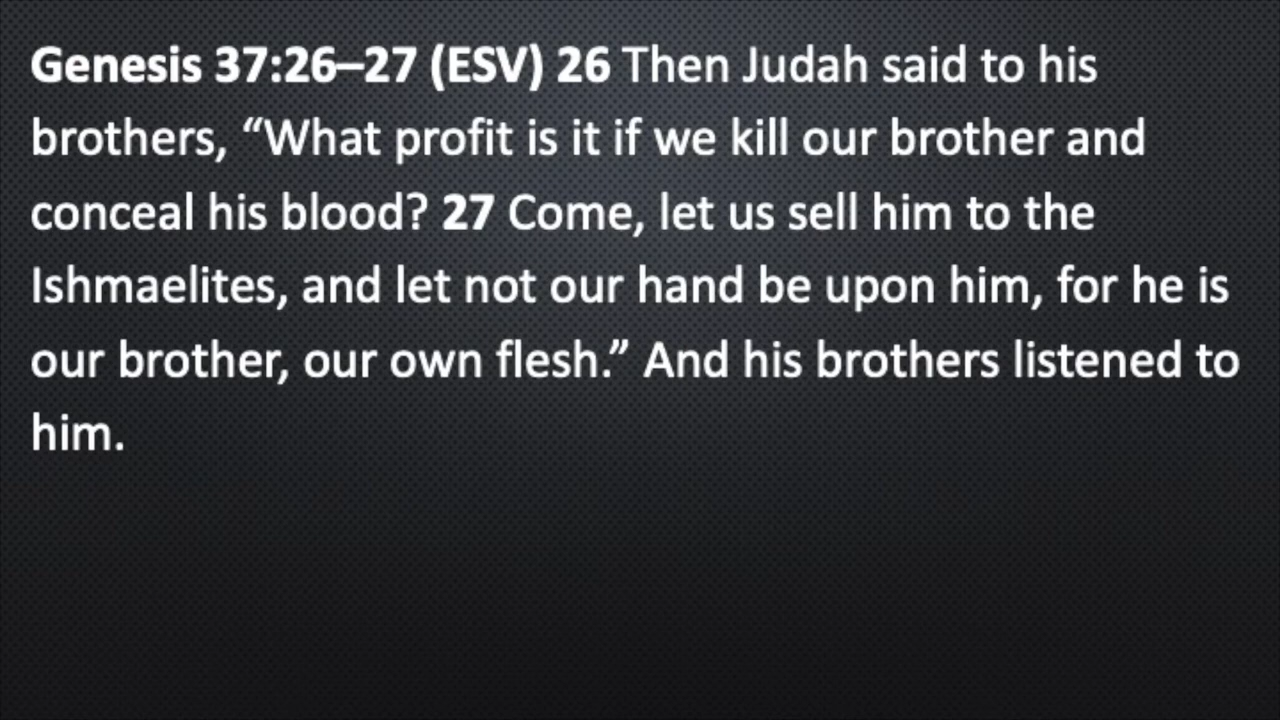 Genesis 37:26–27 (ESV) 26 Then Judah said to his
brothers, “What profit is it if we kill our brother and
conceal his blood? 27 Come, let us sell him to the
Ishmaelites, and let not our hand be upon him, for he is
our brother, our own flesh.” And his brothers listened to
him.